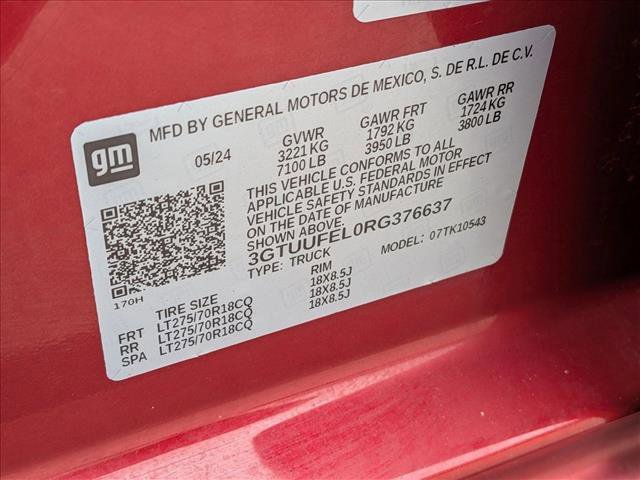 MFD BY GENERAL MOTORS DE MEXICO, S. DE R.L. DE C.V.
gm
05/24 GVWR GAWR FRT GAWR RR
3221 KG 1792 KG 1724 KG
7100 LB 3950 LB 3800 LB
THIS VEHICLE CONFORMS TO ALL
APPLICABLE U.S. FEDERAL MOTOR
VEHICLE SAFETY STANDARDS IN EFFECT
ON THE DATE OF MANUFACTURE
SHOWN ABOVE
3GTUUFEL0RG376637
TYPE: TRUCK MODEL: 07TK10543
170H
TIRE SIZE RIM
FRT LT275/70R18CQ 18X8.5J
RR LT275/70R18CQ 18X8.5J
SPA LT275/70R18CQ 18X8.5J